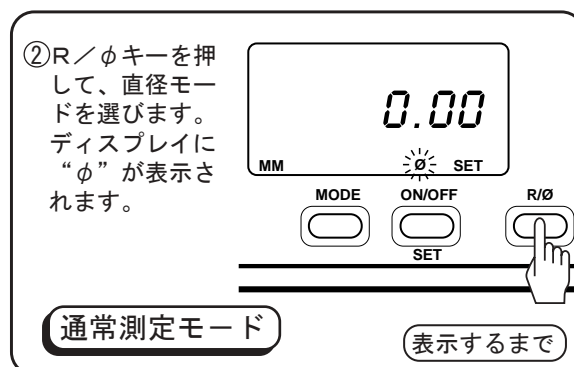 ②R／φキーを押
して、直径モー
ドを選びます。
ディスプレイに
“φ”が表示さ
れます。
0.00
MM Ø SET
MODE ON/OFF R/Ø
SET
通常測定モード
表示するまで